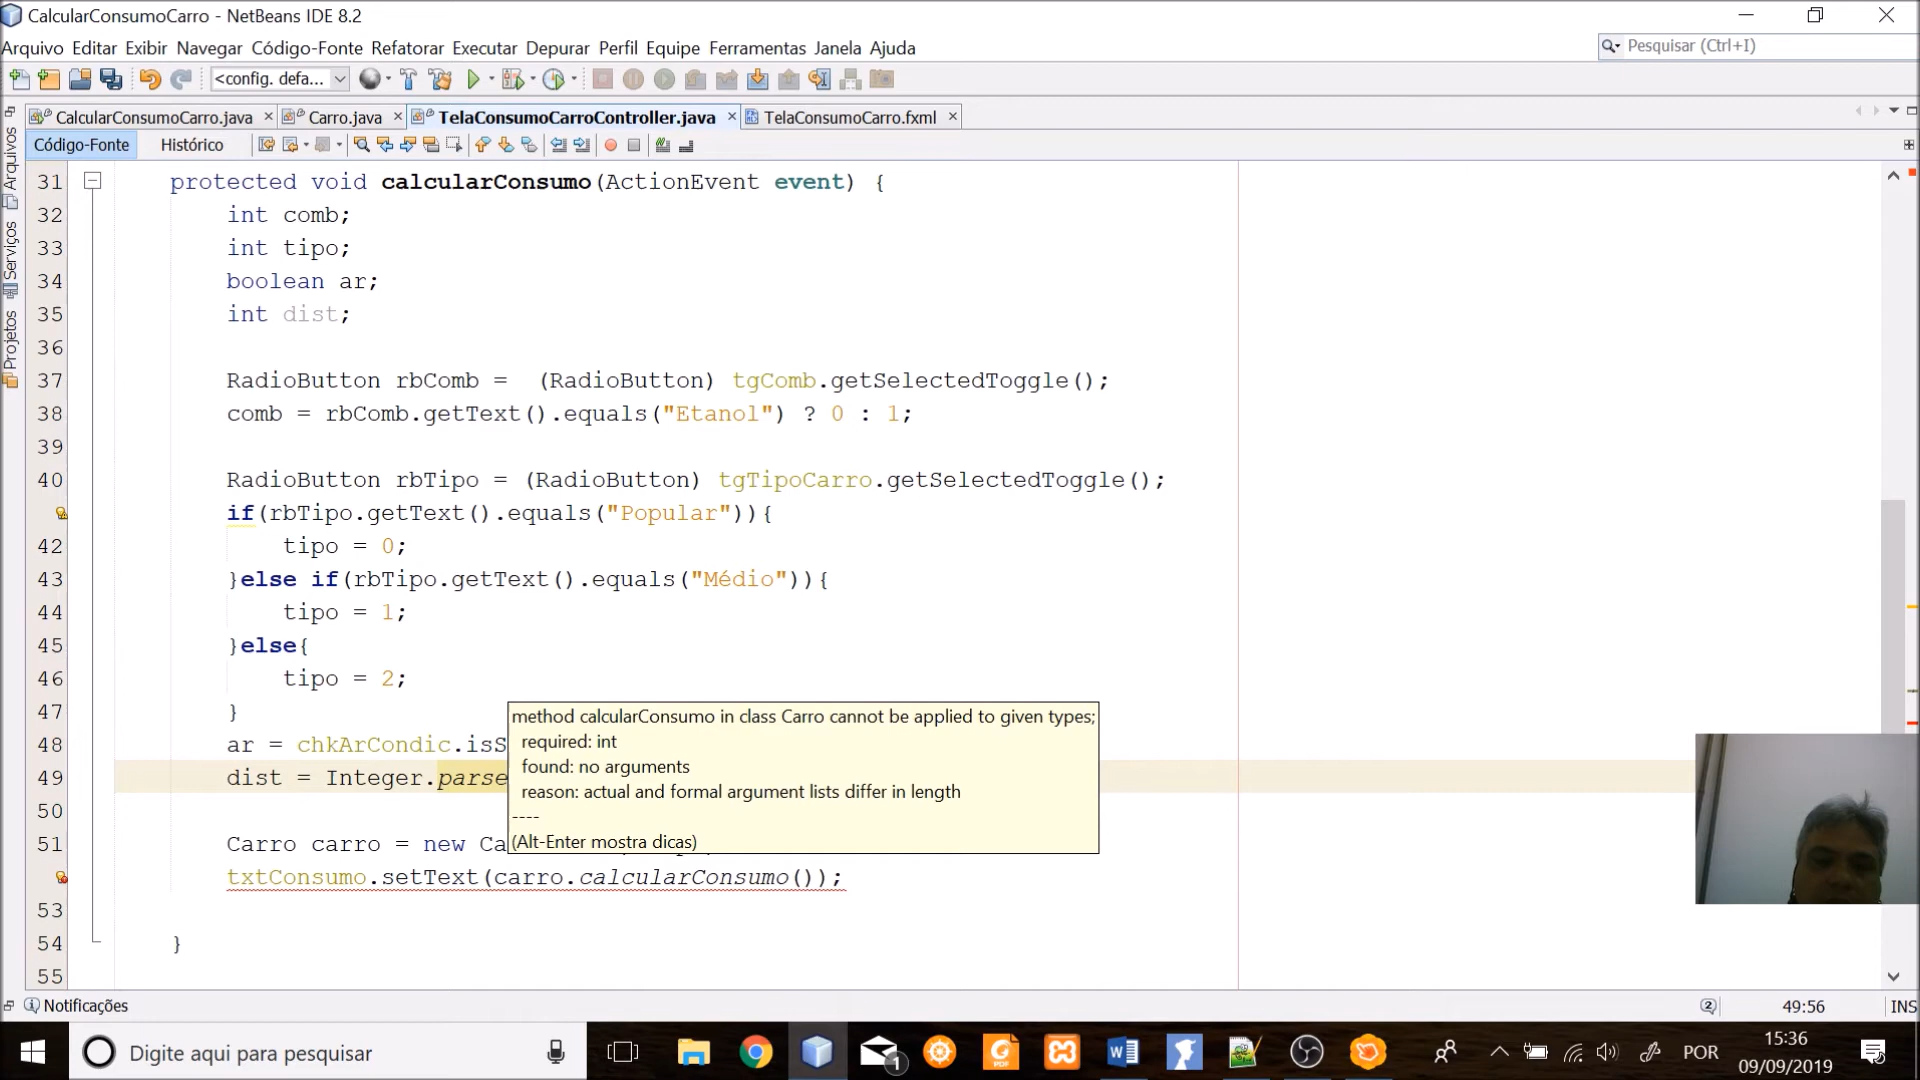 CalcularConsumoCarro - NetBeans IDE 8.2
Arquivo Editar Exibir Navegar Código-Fonte Refatorar Executar Depurar Perfil Equipe Ferramentas Janela Ajuda
Pesquisar (Ctrl+I)
<config. defa...
CalcularConsumoCarro.java
Carro.java
TelaConsumoCarroController.java
TelaConsumoCarro.fxml
Código-Fonte Histórico
Arquivos
Serviços
Projetos
31 protected void calcularConsumo(ActionEvent event) {
32 int comb;
33 int tipo;
34 boolean ar;
35 int dist;
36
37 RadioButton rbComb = (RadioButton) tgComb.getSelectedToggle();
38 comb = rbComb.getText().equals("Etanol") ? 0 : 1;
39
40 RadioButton rbTipo = (RadioButton) tgTipoCarro.getSelectedToggle();
if(rbTipo.getText().equals("Popular")){
42 tipo = 0;
43 }else if(rbTipo.getText().equals("Médio")){
44 tipo = 1;
45 }else{
46 tipo = 2;
47 }
48 ar = chkArCondic.isS
49 dist = Integer.parse
50
51 Carro carro = new Ca
txtConsumo.setText(carro.calcularConsumo());
53
54 }
55
method calcularConsumo in class Carro cannot be applied to given types;
required: int
found: no arguments
reason: actual and formal argument lists differ in length
----
(Alt-Enter mostra dicas)
Notificações
2
49:56
INS
Digite aqui para pesquisar
1
POR
15:36
09/09/2019